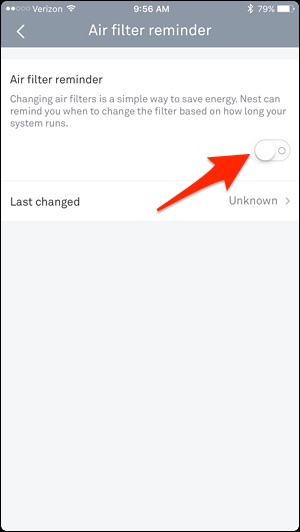 Verizon 9:56 AM 79%
Air filter reminder
Air filter reminder
Changing air filters is a simple way to save energy. Nest can
remind you when to change the filter based on how long your
system runs.
Last changed Unknown